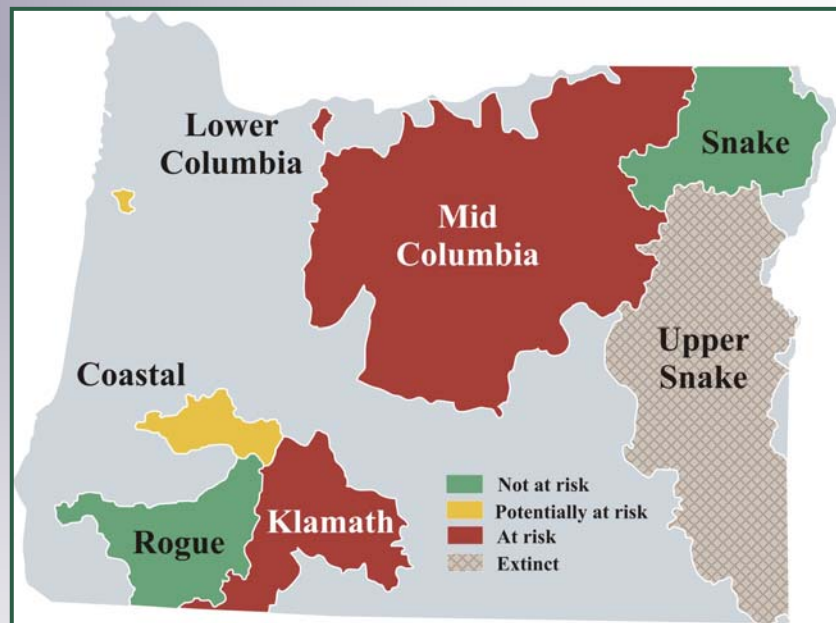 Lower
Columbia
Snake
Mid
Columbia
Upper
Snake
Coastal
Rogue
Klamath
Not at risk
Potentially at risk
At risk
Extinct